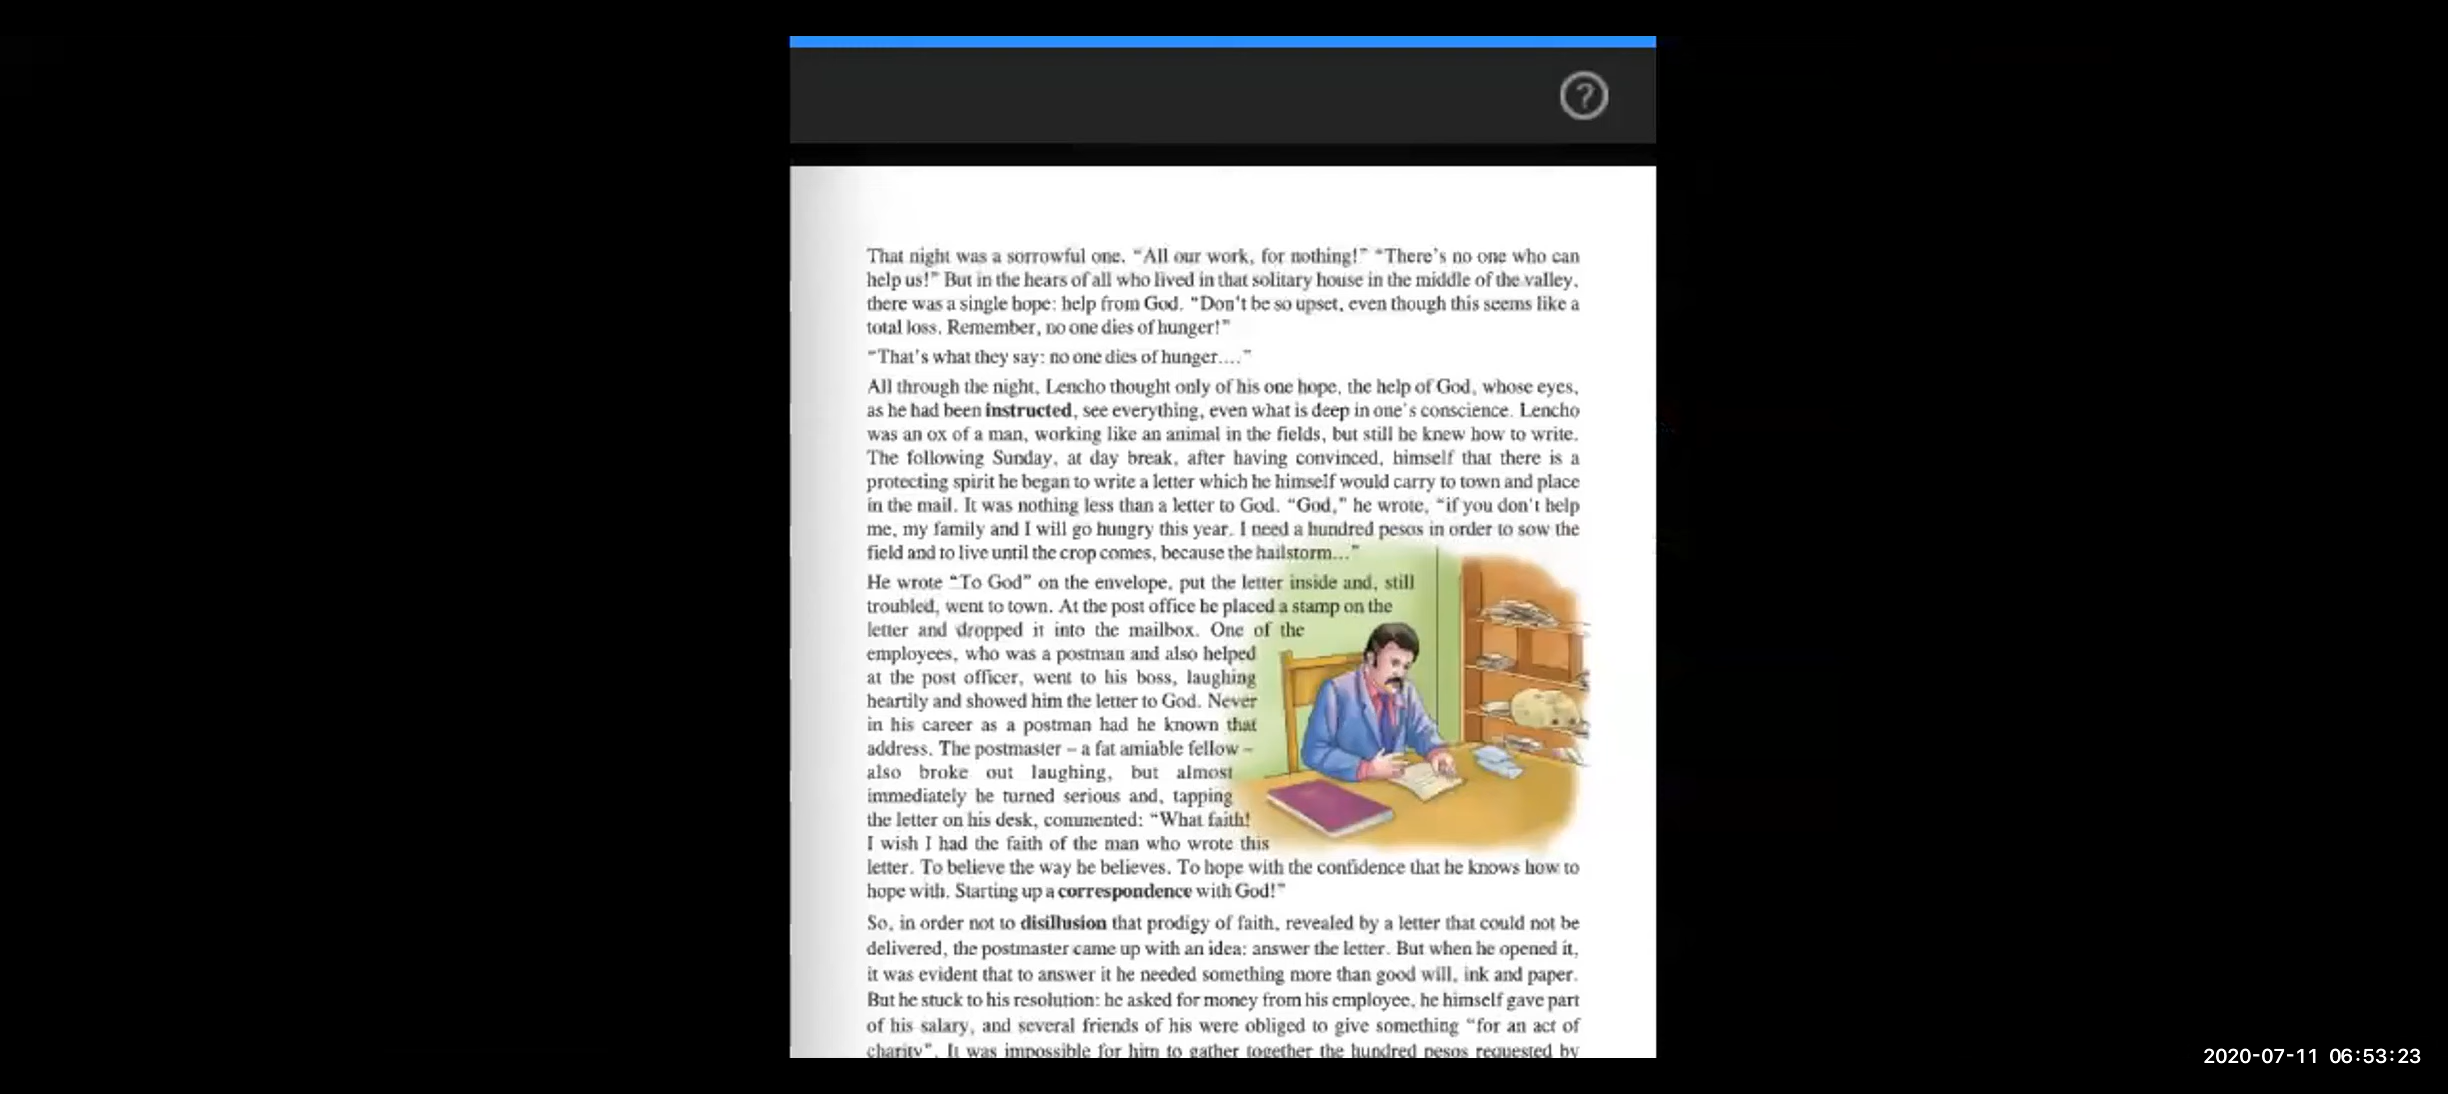 ?
That night was a sorrowful one. "All our work, for nothing!" "There's no one who can
help us!" But in the hears of all who lived in that solitary house in the middle of the valley,
there was a single hope: help from God. "Don't be so upset, even though this seems like a
total loss. Remember, no one dies of hunger!"
"That's what they say: no one dies of hunger...."
All through the night, Lencho thought only of his one hope, the help of God, whose eyes,
as he had been instructed, see everything, even what is deep in one's conscience. Lencho
was an ox of a man, working like an animal in the fields, but still he knew how to write.
The following Sunday, at day break, after having convinced, himself that there is a
protecting spirit he began to write a letter which he himself would carry to town and place
in the mail. It was nothing less than a letter to God. "God," he wrote, "if you don't help
me, my family and I will go hungry this year. I need a hundred pesos in order to sow the
field and to live until the crop comes, because the hailstorm..."
He wrote "To God" on the envelope, put the letter inside and, still
troubled, went to town. At the post office he placed a stamp on the
letter and dropped it into the mailbox. One of the
employees, who was a postman and also helped
at the post officer, went to his boss, laughing
heartily and showed him the letter to God. Never
in his career as a postman had he known that
address. The postmaster – a fat amiable fellow –
also broke out laughing, but almost
immediately he turned serious and, tapping
the letter on his desk, commented: "What faith!
I wish I had the faith of the man who wrote this
letter. To believe the way he believes. To hope with the confidence that he knows how to
hope with. Starting up a correspondence with God!"
So, in order not to disillusion that prodigy of faith, revealed by a letter that could not be
delivered, the postmaster came up with an idea: answer the letter. But when he opened it,
it was evident that to answer it he needed something more than good will, ink and paper.
But he stuck to his resolution: he asked for money from his employee, he himself gave part
of his salary, and several friends of his were obliged to give something "for an act of
charity". It was impossible for him to gather together the hundred pesos requested by
2020-07-11 06:53:23